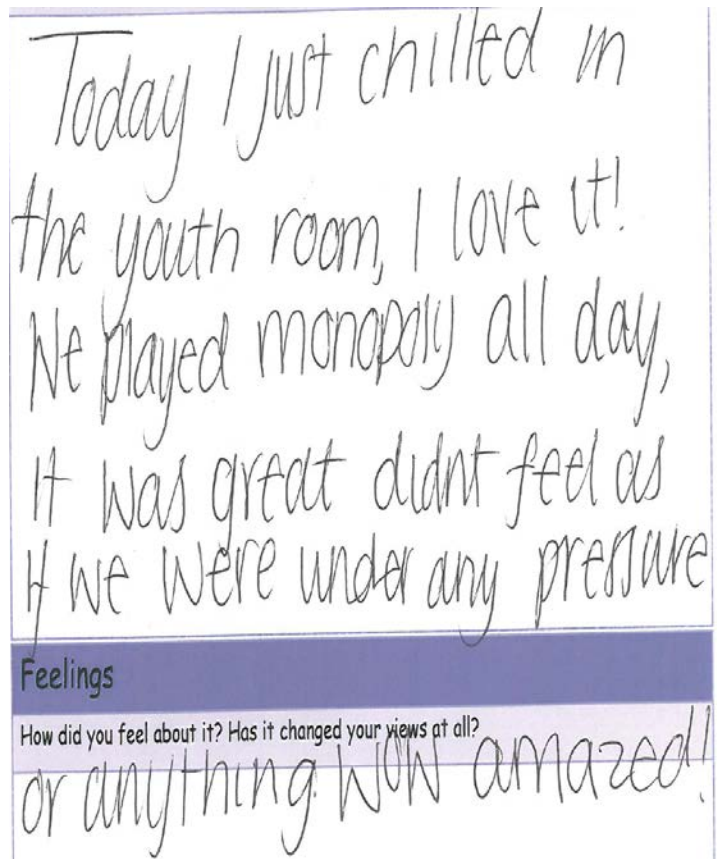 Today I just chilled in
the youth room, I love it!
We played monopoly all day,
It was great didnt feel as
if we were under any pressure
Feelings
How did you feel about it? Has it changed your views at all?
or anything. Wow amazed!